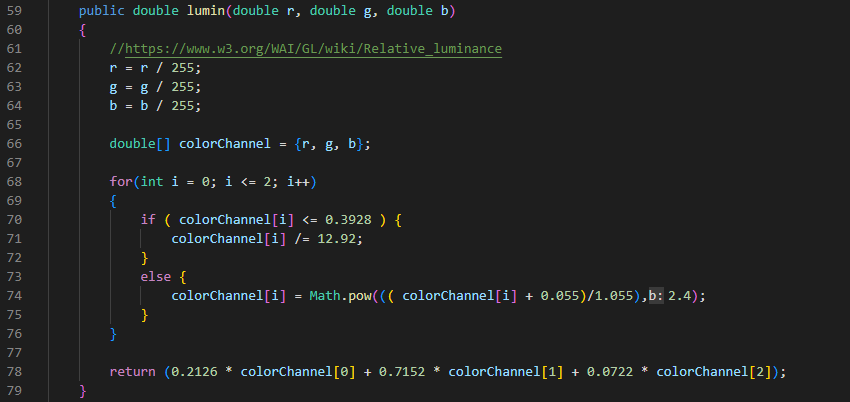 59 public double lumin(double r, double g, double b)
60 {
61 //https://www.w3.org/WAI/GL/wiki/Relative_luminance
62 r = r / 255;
63 g = g / 255;
64 b = b / 255;
65
66 double[] colorChannel = {r, g, b};
67
68 for(int i = 0; i <= 2; i++)
69 {
70 if ( colorChannel[i] <= 0.3928 ) {
71 colorChannel[i] /= 12.92;
72 }
73 else {
74 colorChannel[i] = Math.pow((( colorChannel[i] + 0.055)/1.055),b:2.4);
75 }
76 }
77
78 return (0.2126 * colorChannel[0] + 0.7152 * colorChannel[1] + 0.0722 * colorChannel[2]);
79 }